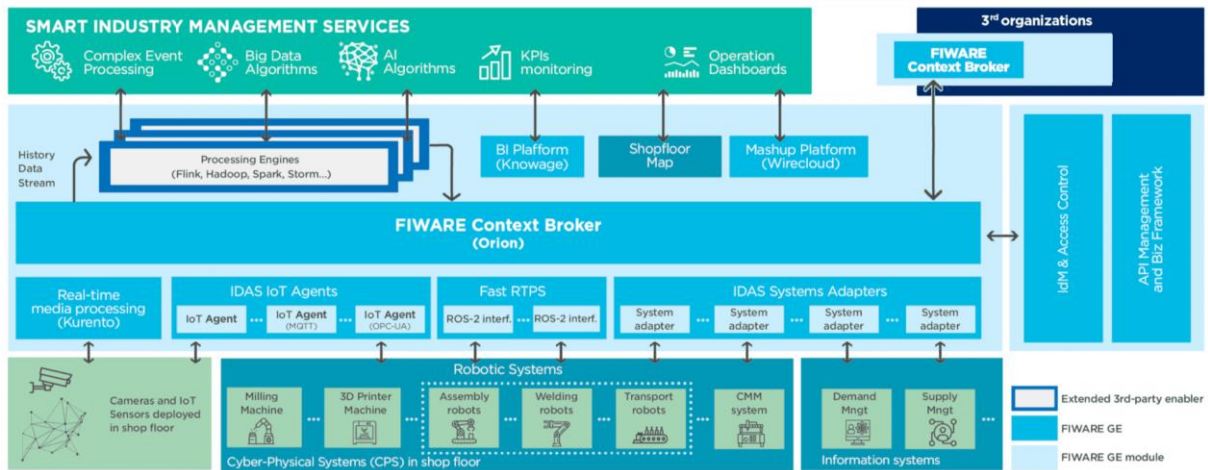 SMART INDUSTRY MANAGEMENT SERVICES
Complex Event
Processing
Big Data
Algorithms
AI
Algorithms
KPIs
monitoring
Operation
Dashboards
3rd organizations
FIWARE
Context Broker
History
Data
Stream
Processing Engines
(Flink, Hadoop, Spark, Storm...)
BI Plafform
(Knowage)
Shopfloor
Map
Mashup Platform
(Wirecloud)
FIWARE Context Broker
(Orion)
IdM & Access Control
API Management
and Biz Framework
Real-time
media processing
(Kurento)
IDAS IoT Agents
IoT Agent
...
IoT Agent
(MQTT)
...
IoT Agent
(OPC-UA)
Fast RTPS
ROS-2 interf.
...
ROS-2 interf.
IDAS Systems Adapters
System
adapter
...
System
adapter
...
System
adapter
...
System
adapter
Cameras and IoT
Sensors deployed
in shop floor
Robotic Systems
Milling
Machine
...
3D Printer
Machine
...
Assembly
robots
...
Welding
robots
...
Transport
robots
...
CMM
system
Cyber-Physical Systems (CPS) in shop floor
Demand
Mngt
...
Supply
Mngt
...
Information systems
Extended 3rd-party enabler
FIWARE GE
FIWARE GE module